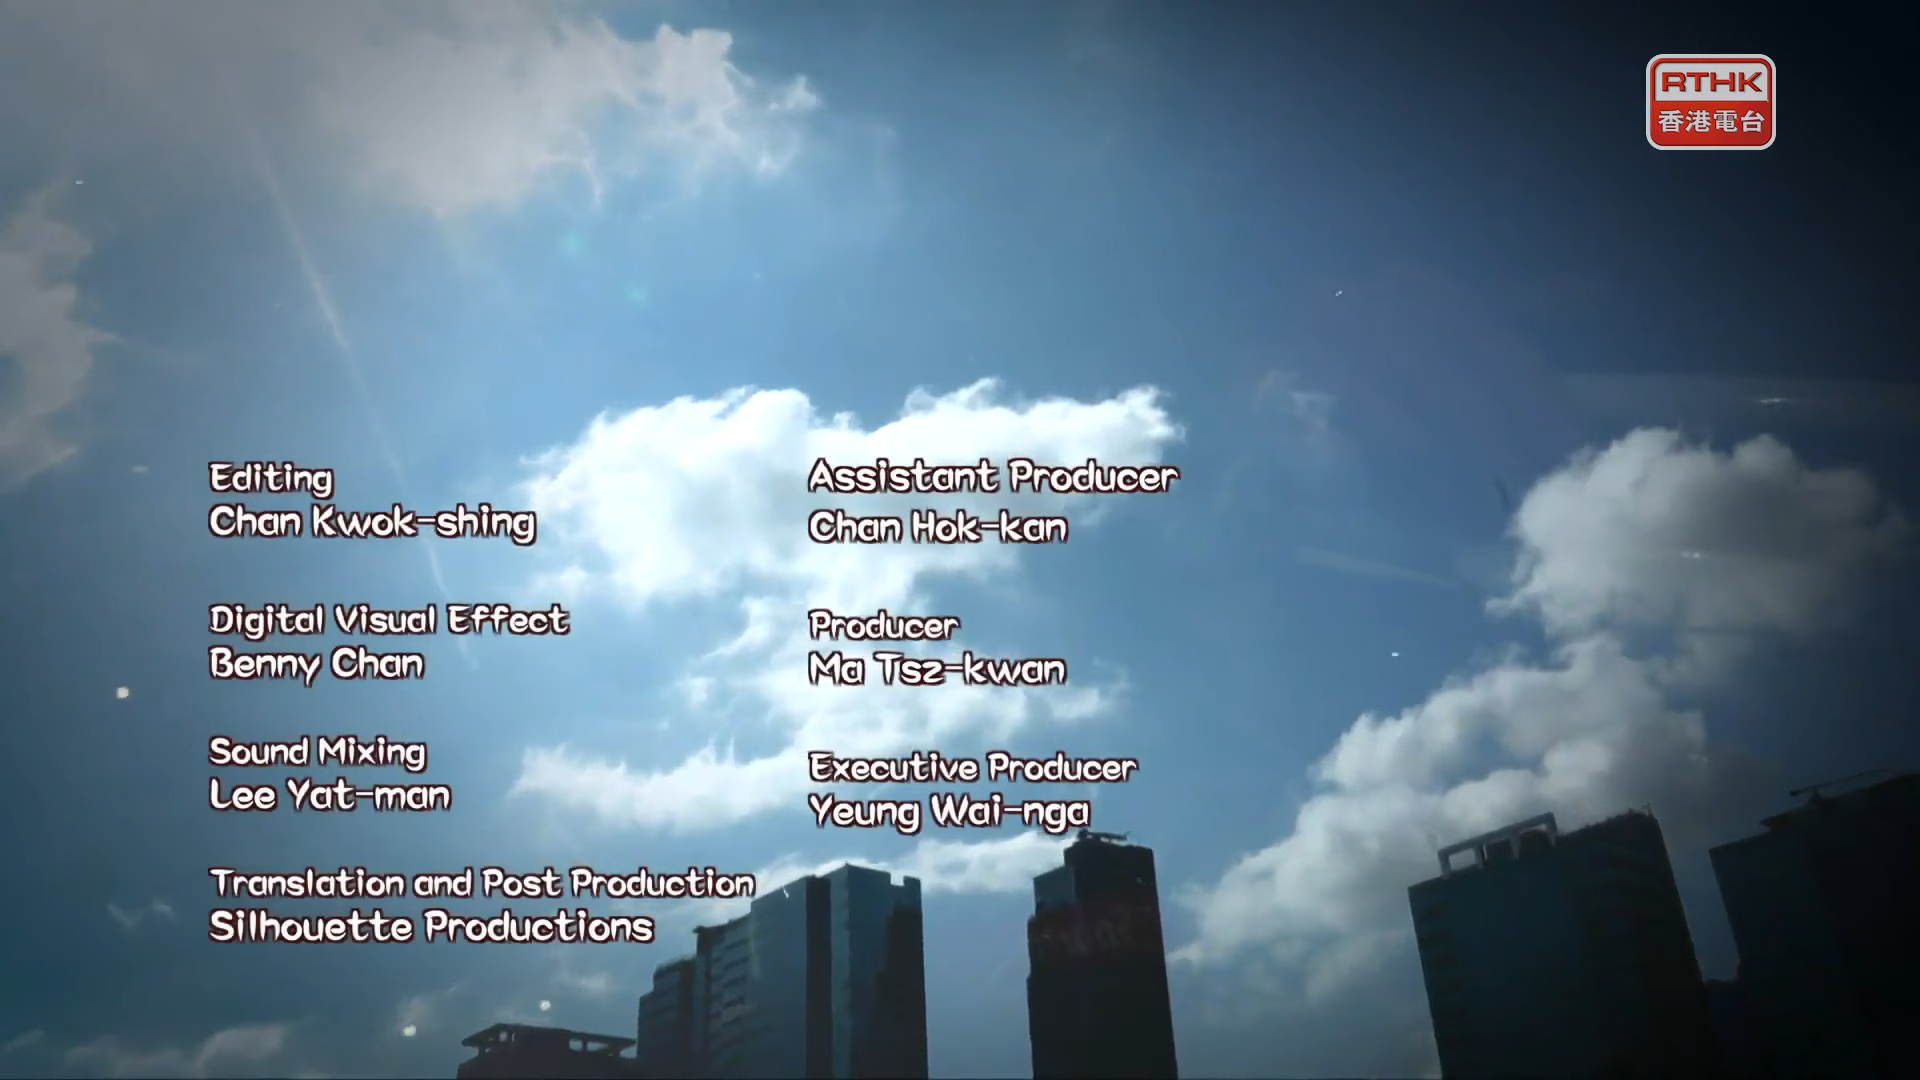 RTHK
香港電台
Editing
Chan Kwok-shing
Digital Visual Effect
Benny Chan
Sound Mixing
Lee Yat-man
Translation and Post Production
Silhouette Productions
Assistant Producer
Chan Hok-kan
Producer
Ma Tsz-kwan
Executive Producer
Yeung Wai-nga